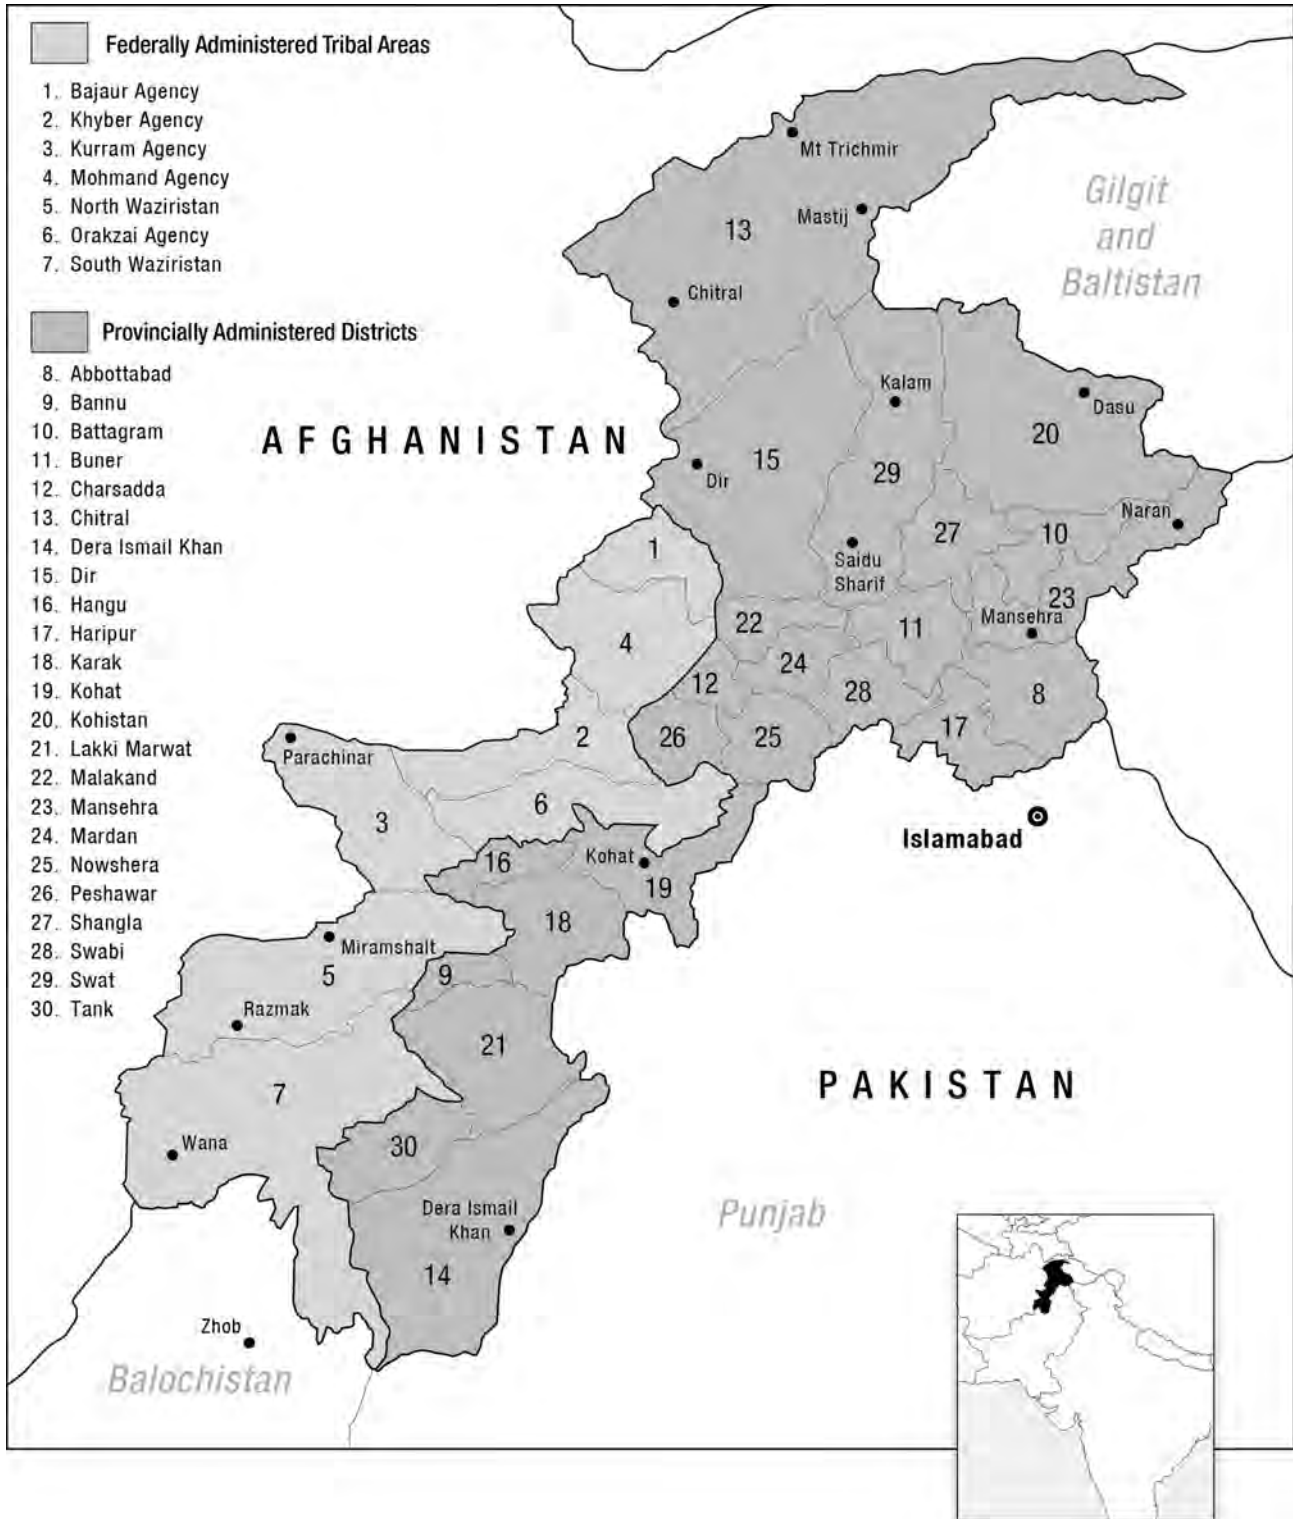 Federally Administered Tribal Areas
1. Bajaur Agency
2. Khyber Agency
3. Kurram Agency
4. Mohmand Agency
5. North Waziristan
6. Orakzai Agency
7. South Waziristan
Provincially Administered Districts
8. Abbottabad
9. Bannu
10. Battagram
11. Buner
12. Charsadda
13. Chitral
14. Dera Ismail Khan
15. Dir
16. Hangu
17. Haripur
18. Karak
19. Kohat
20. Kohistan
21. Lakki Marwat
22. Malakand
23. Mansehra
24. Mardan
25. Nowshera
26. Peshawar
27. Shangla
28. Swabi
29. Swat
30. Tank
Mt Trichmir
Mastij
13
Chitral
Gilgit
and
Baltistan
Kalam
Dasu
20
AFGHANISTAN
15
Dir
29
Naran
27
10
1
Saidu
Sharif
23
Mansehra
22
11
4
24
12
28
8
17
2
26
25
Parachinar
6
3
Islamabad
16
Kohat
19
18
Miramshalt
5
9
Razmak
21
7
PAKISTAN
Wana
30
Punjab
Dera Ismail
Khan
14
Zhob
Balochistan